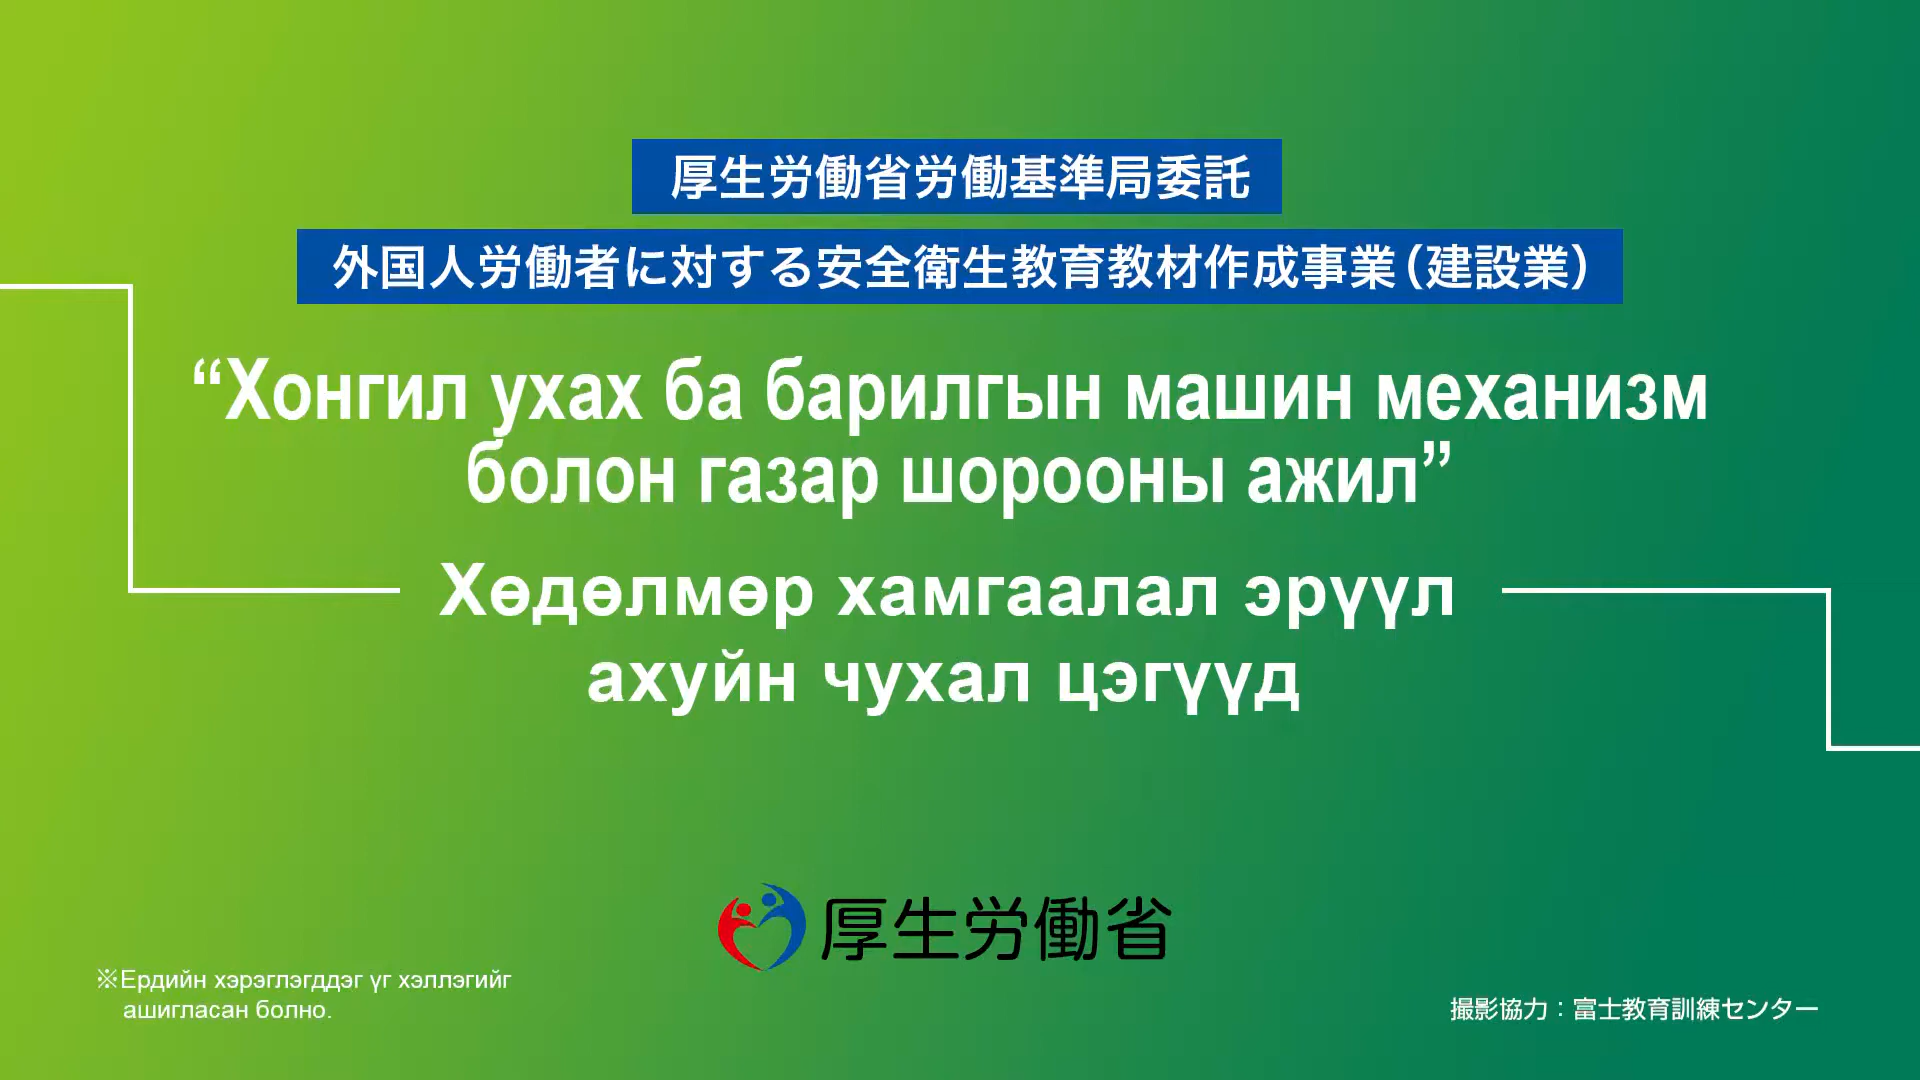 厚生労働省労働基準局委託
外国人労働者に対する安全衛生教育教材作成事業（建設業）
“Хонгил ухах ба барилгын машин механизм
болон газар шорооны ажил”
Хөдөлмөр хамгаалал эрүүл
ахуйн чухал цэгүүд
厚生労働省
※Ердийн хэрэглэгддэг үг хэллэгийг
ашигласан болно.
撮影協力：富士教育訓練センター